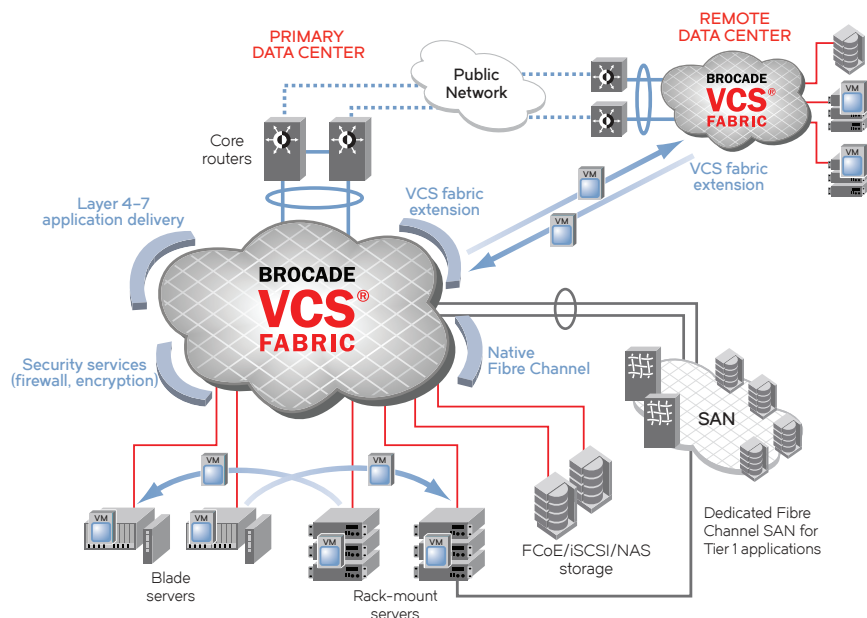 PRIMARY
DATA CENTER
REMOTE
DATA CENTER
Public
Network
BROCADE
VCS®
FABRIC
VM
VM
Core
routers
VM
VM
VCS fabric
extension
VCS fabric
extension
Layer 4–7
application delivery
BROCADE
VCS®
FABRIC
Security services
(firewall, encryption)
Native
Fibre Channel
SAN
VM
VM
VM
VM
VM
VM
Blade
servers
Rack-mount
servers
FCoE/iSCSI/NAS
storage
Dedicated Fibre
Channel SAN for
Tier 1 applications